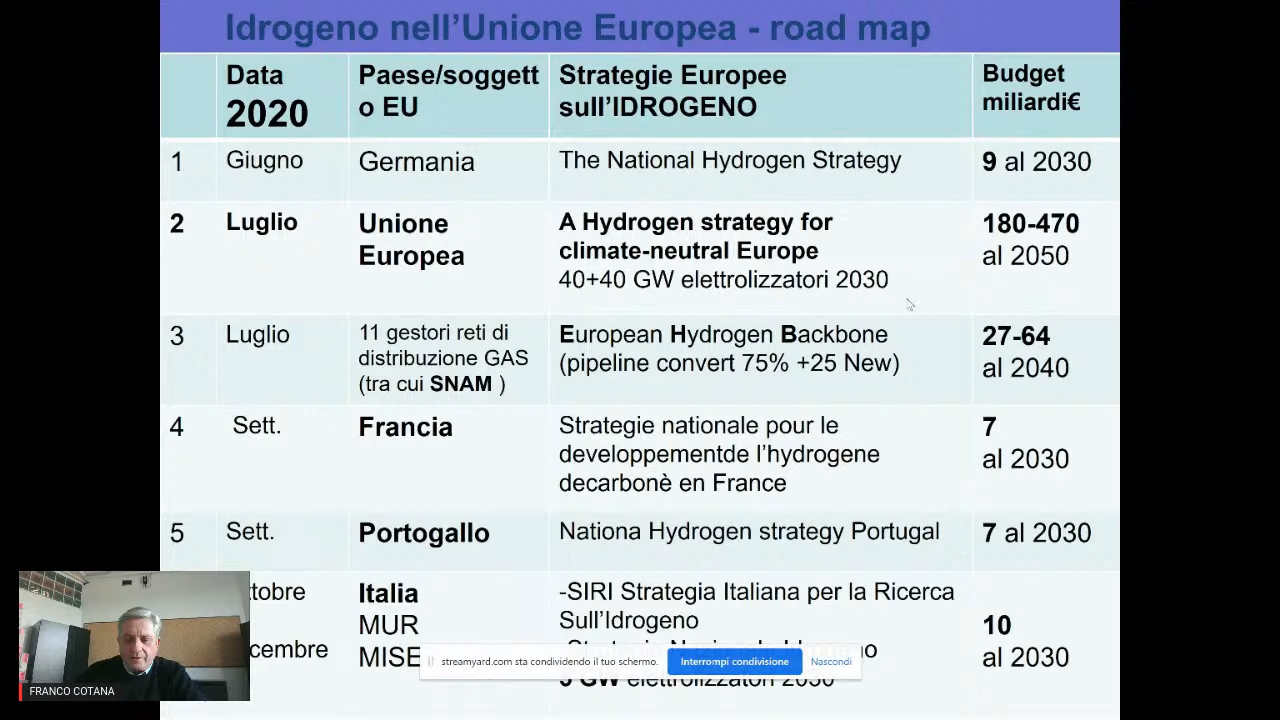 Idrogeno nell'Unione Europea - road map
Data
2020
Paese/soggett
o EU
Strategie Europee
sull'IDROGENO
Budget
miliardi€
1
Giugno
Germania
The National Hydrogen Strategy
9 al 2030
2
Luglio
Unione
Europea
A Hydrogen strategy for
climate-neutral Europe
40+40 GW elettrolizzatori 2030
180-470
al 2050
3
Luglio
11 gestori reti di
distribuzione GAS
(tra cui SNAM )
European Hydrogen Backbone
(pipeline convert 75% +25 New)
27-64
al 2040
4
Sett.
Francia
Strategie nationale pour le
developpementde l'hydrogene
decarbonè en France
7
al 2030
5
Sett.
Portogallo
Nationa Hydrogen strategy Portugal
7 al 2030
tobre
cembre
Italia
MUR
MISE
-SIRI Strategia Italiana per la Ricerca
Sull'Idrogeno
5 GW elettrolizzatori 2030
10
al 2030
streamyard.com sta condividendo il tuo schermo.
Interrompi condivisione
Nascondi
FRANCO COTANA